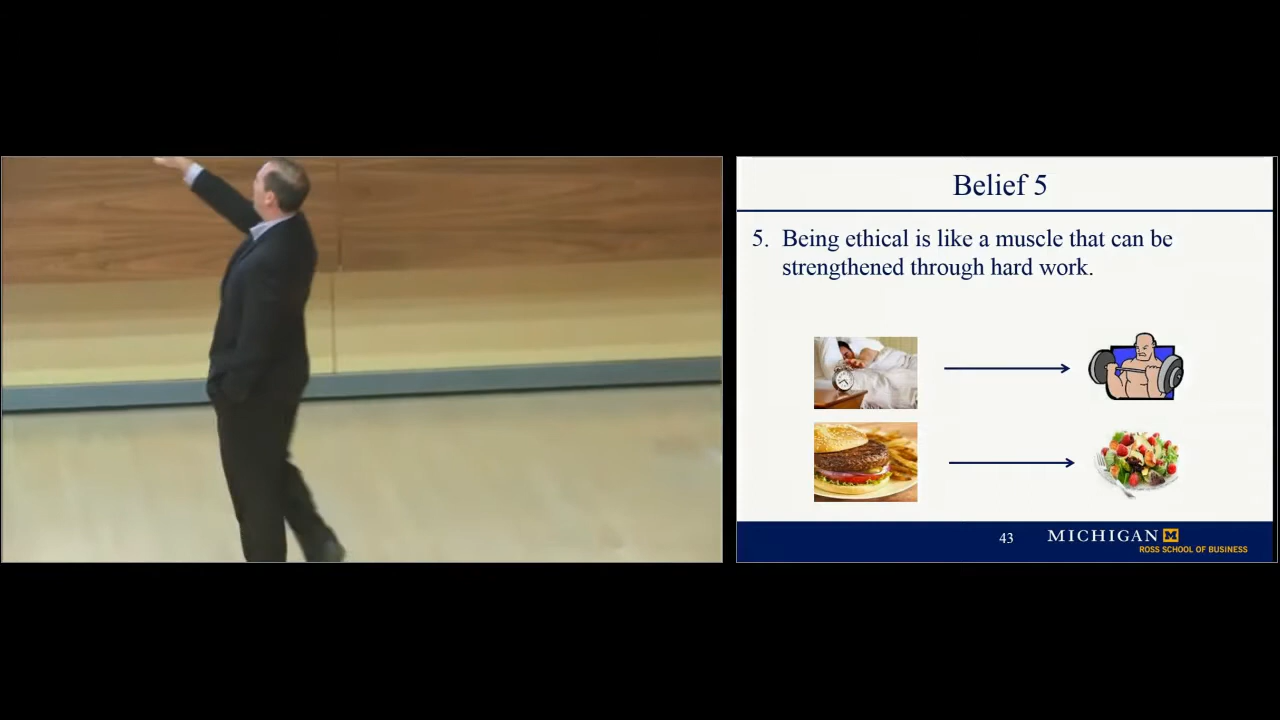 Belief 5
5. Being ethical is like a muscle that can be
strengthened through hard work.
43
MICHIGAN M
ROSS SCHOOL OF BUSINESS